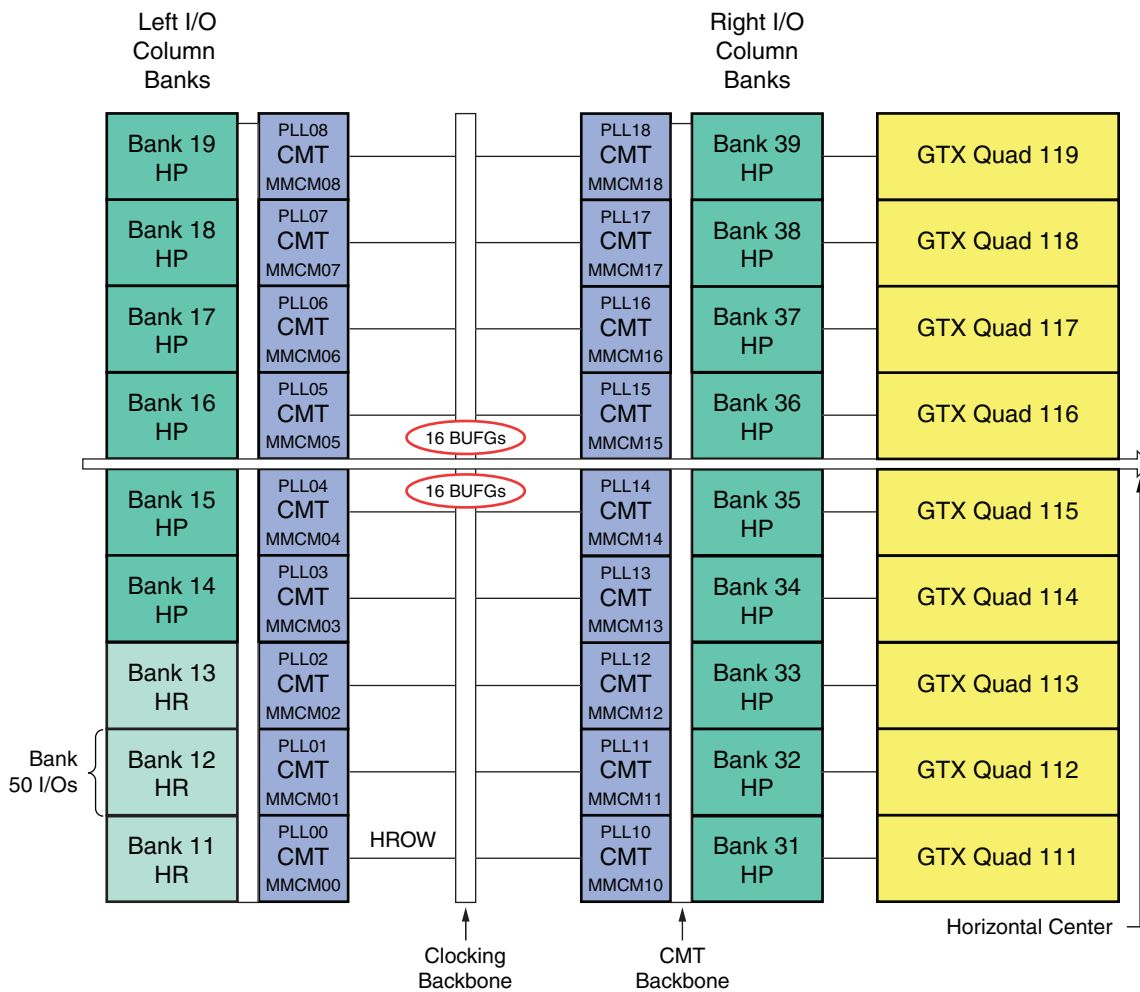 Left I/O
Column
Banks
Right I/O
Column
Banks
Bank 19
HP
PLL08
CMT
MMCM08
PLL18
CMT
MMCM18
Bank 39
HP
GTX Quad 119
Bank 18
HP
PLL07
CMT
MMCM07
PLL17
CMT
MMCM17
Bank 38
HP
GTX Quad 118
Bank 17
HP
PLL06
CMT
MMCM06
PLL16
CMT
MMCM16
Bank 37
HP
GTX Quad 117
Bank 16
HP
PLL05
CMT
MMCM05
16 BUFGs
PLL15
CMT
MMCM15
Bank 36
HP
GTX Quad 116
Bank 15
HP
PLL04
CMT
MMCM04
16 BUFGs
PLL14
CMT
MMCM14
Bank 35
HP
GTX Quad 115
Bank 14
HP
PLL03
CMT
MMCM03
PLL13
CMT
MMCM13
Bank 34
HP
GTX Quad 114
Bank 13
HR
PLL02
CMT
MMCM02
PLL12
CMT
MMCM12
Bank 33
HP
GTX Quad 113
Bank
50 I/Os
Bank 12
HR
PLL01
CMT
MMCM01
PLL11
CMT
MMCM11
Bank 32
HP
GTX Quad 112
Bank 11
HR
PLL00
CMT
MMCM00
HROW
PLL10
CMT
MMCM10
Bank 31
HP
GTX Quad 111
Horizontal Center
Clocking
Backbone
CMT
Backbone